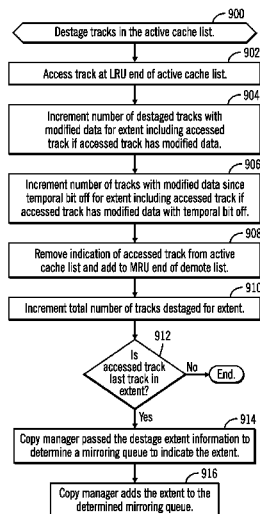 900
Destage tracks in the active cache list.
902
Access track at LRU end of active cache list.
904
Increment number of destaged tracks with
modified data for extent including accessed
track if accessed track has modified data.
906
Increment number of tracks with modified data since
temporal bit off for extent including accessed track if
accessed track has modified data with temporal bit off.
908
Remove indication of accessed track from active
cache list and add to MRU end of demote list.
910
Increment total number of tracks destaged for extent.
912
Is
accessed track
last track in
extent?
No
End.
Yes
914
Copy manager passed the destage extent information to
determine a mirroring queue to indicate the extent.
916
Copy manager adds the extent to the
determined mirroring queue.